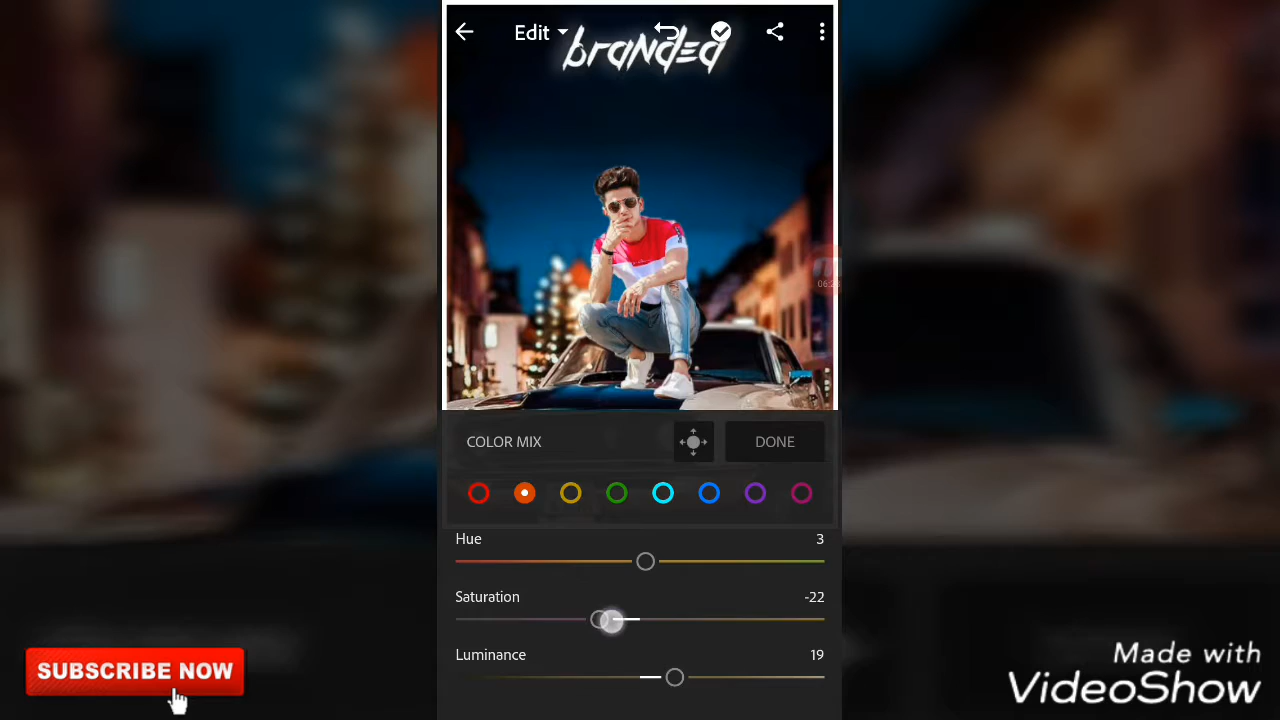 Edit
branded
COLOR MIX
DONE
Hue
3
Saturation
-22
Luminance
19
SUBSCRIBE NOW
Made with
VideoShow